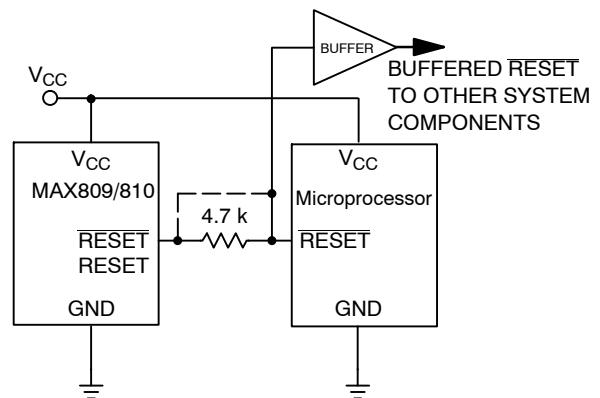 BUFFER
BUFFERED RESET
TO OTHER SYSTEM
COMPONENTS
VCC
VCC
MAX809/810
RESET
RESET
GND
4.7 k
VCC
Microprocessor
RESET
GND